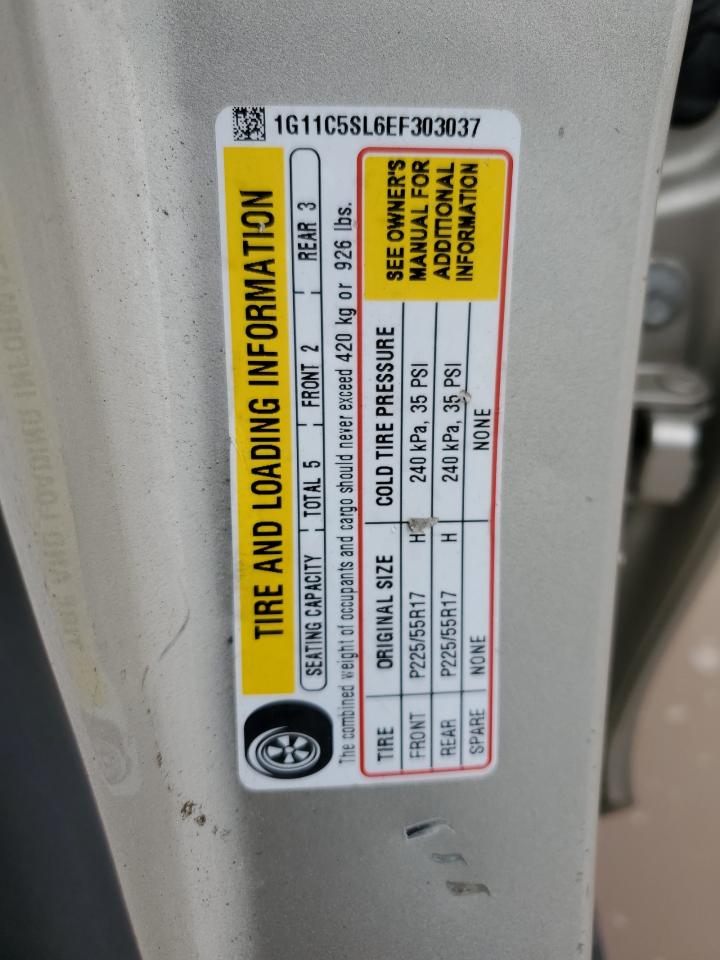 1G11C5SL6EF303037
TIRE AND LOADING INFORMATION
SEATING CAPACITY TOTAL 5 FRONT 2 REAR 3
The combined weight of occupants and cargo should never exceed 420 kg or 926 lbs.
TIRE ORIGINAL SIZE COLD TIRE PRESSURE
FRONT P225/55R17 H 240 kPa, 35 PSI
REAR P225/55R17 H 240 kPa, 35 PSI
SPARE NONE NONE
SEE OWNER'S
MANUAL FOR
ADDITIONAL
INFORMATION